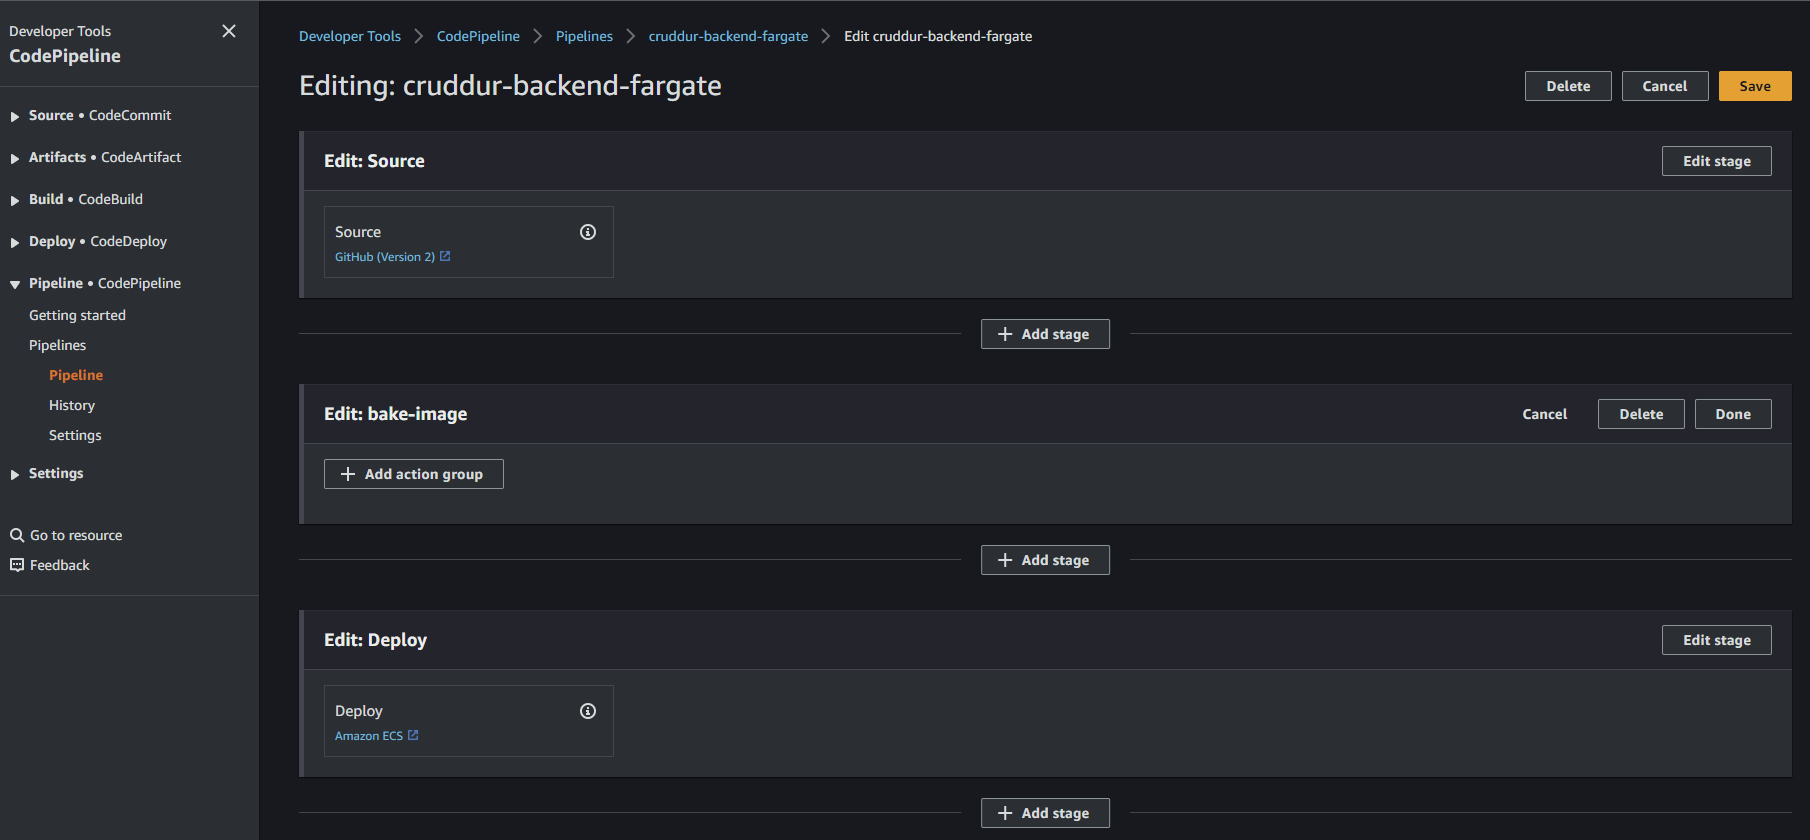 Developer Tools
CodePipeline
Source • CodeCommit
Artifacts • CodeArtifact
Build • CodeBuild
Deploy • CodeDeploy
Pipeline • CodePipeline
Getting started
Pipelines
Pipeline
History
Settings
Settings
Go to resource
Feedback
Developer Tools > CodePipeline > Pipelines > cruddur-backend-fargate > Edit cruddur-backend-fargate
Editing: cruddur-backend-fargate
Delete
Cancel
Save
Edit: Source
Edit stage
Source
GitHub (Version 2)
+ Add stage
Edit: bake-image
Cancel
Delete
Done
+ Add action group
+ Add stage
Edit: Deploy
Edit stage
Deploy
Amazon ECS
+ Add stage